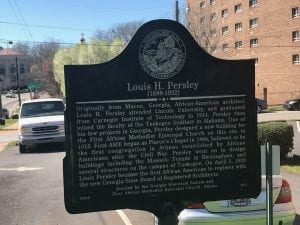 Louis H. Persley
(1888-1932)
Originally from Macon, Georgia, African-American architect
Louis H. Persley attended Lincoln University and graduated
from Carnegie Institute of Technology in 1914. Persley then
joined the faculty of the Tuskegee Institute in Alabama. One of
his few projects in Georgia, Persley designed a new building for
the First African Methodist Episcopal Church on this site in
1916. First AME began as Pierce's Chapel in 1866, believed to be
the first congregation in Athens established by African
Americans after the Civil War. Persley went on to design
buildings including the Masonic Temple in Birmingham, and
several structures on the campus at Tuskegee. On April 5, 1920
Louis Persley became the first African American to register with
the new Georgia State Board of Registered Architects.
Erected by the Georgia Historical Society and
First African Methodist Episcopal Church, Athens